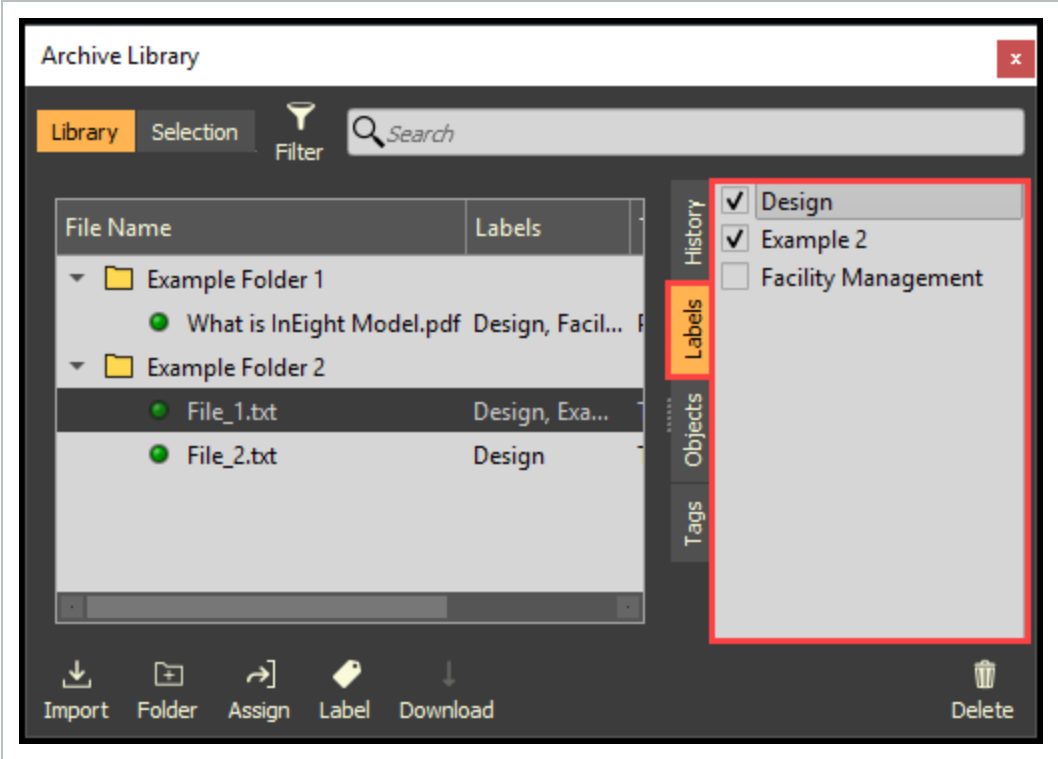 Archive Library
x
Library Selection Filter Search
File Name Labels
Example Folder 1
What is InEight Model.pdf Design, Facil...
Example Folder 2
File_1.txt Design, Exa...
File_2.txt Design
History
Labels
Objects
Tags
Design
Example 2
Facility Management
Import Folder Assign Label Download Delete